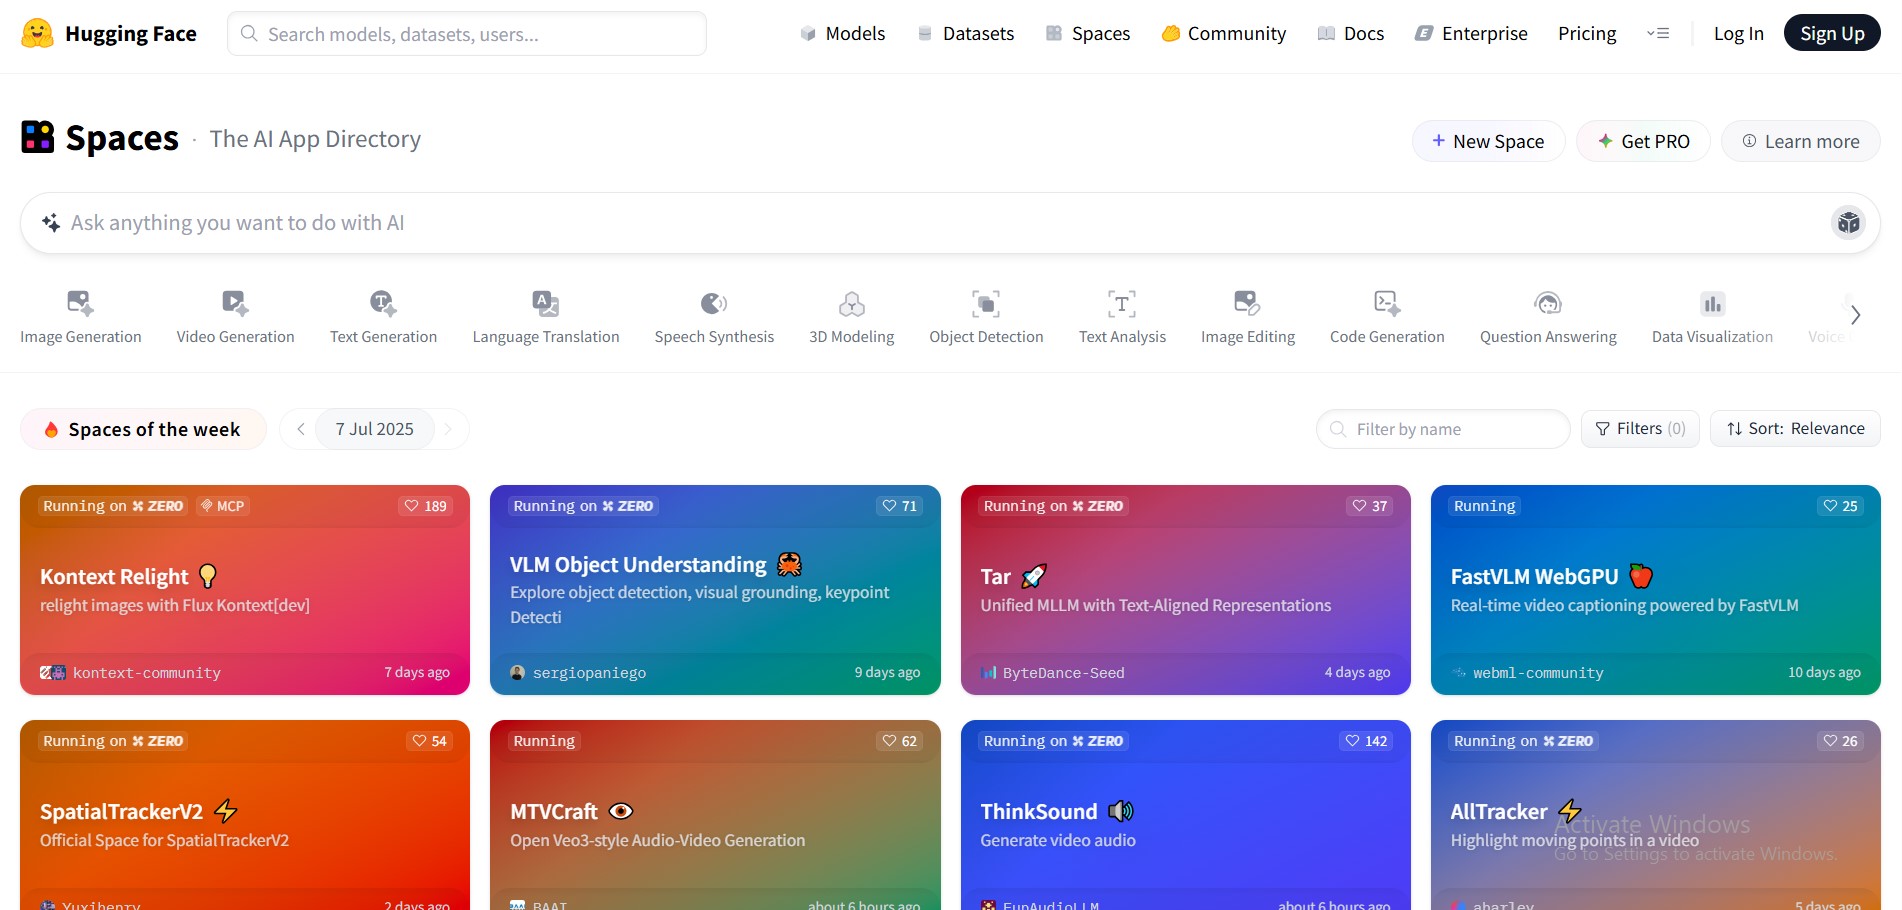 Hugging Face
Search models, datasets, users...
Models
Datasets
Spaces
Community
Docs
Enterprise
Pricing
Log In
Sign Up
Spaces · The AI App Directory
+ New Space
Get PRO
Learn more
Ask anything you want to do with AI
Image Generation
Video Generation
Text Generation
Language Translation
Speech Synthesis
3D Modeling
Object Detection
Text Analysis
Image Editing
Code Generation
Question Answering
Data Visualization
Voice
Spaces of the week
7 Jul 2025
Filter by name
Filters (0)
Sort: Relevance
Running on ZERO MCP 189
Kontext Relight
relight images with Flux Kontext[dev]
kontext-community 7 days ago
Running on ZERO 71
VLM Object Understanding
Explore object detection, visual grounding, keypoint
Detecti
sergiopaniego 9 days ago
Running on ZERO 37
Tar
Unified MLLM with Text-Aligned Representations
ByteDance-Seed 4 days ago
Running 25
FastVLM WebGPU
Real-time video captioning powered by FastVLM
webml-community 10 days ago
Running on ZERO 54
SpatialTrackerV2
Official Space for SpatialTrackerV2
Yuxihenry 2 days ago
Running 62
MTVCraft
Open Veo3-style Audio-Video Generation
BAAI about 6 hours ago
Running on ZERO 142
ThinkSound
Generate video audio
FunAudioLLM about 6 hours ago
Running on ZERO 26
AllTracker
Highlight moving points in a video
aharley 5 days ago
Activate Windows
Go to Settings to activate Windows.